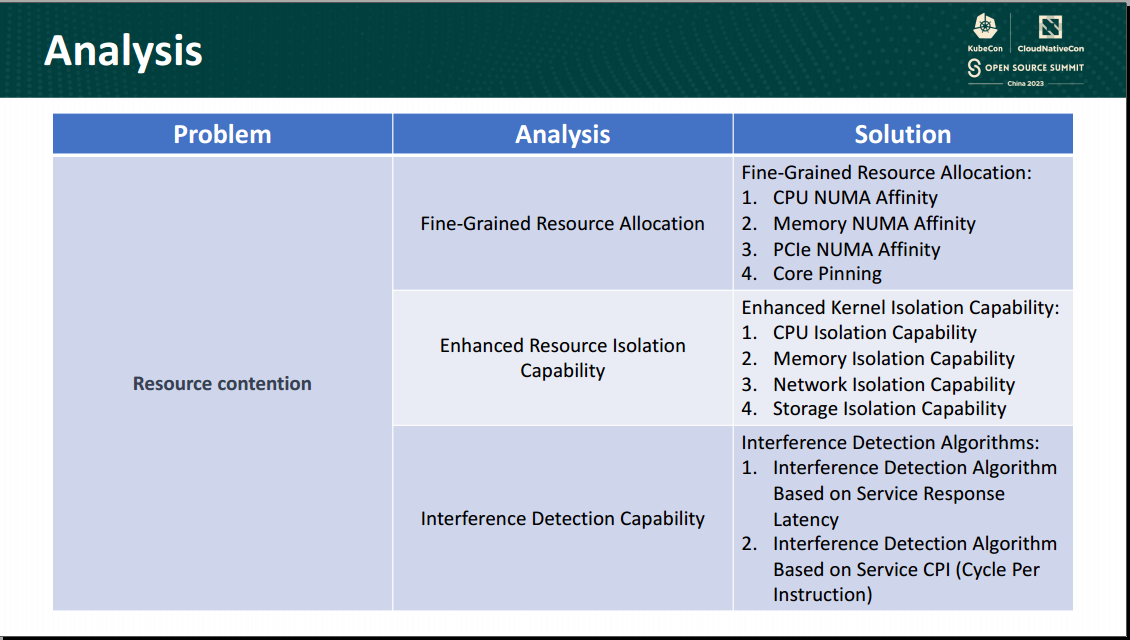 Analysis
KubeCon
CloudNativeCon
OPEN SOURCE SUMMIT
China 2023
Problem
Analysis
Solution
Resource contention
Fine-Grained Resource Allocation
Fine-Grained Resource Allocation:
1. CPU NUMA Affinity
2. Memory NUMA Affinity
3. PCIe NUMA Affinity
4. Core Pinning
Enhanced Resource Isolation
Capability
Enhanced Kernel Isolation Capability:
1. CPU Isolation Capability
2. Memory Isolation Capability
3. Network Isolation Capability
4. Storage Isolation Capability
Interference Detection Capability
Interference Detection Algorithms:
1. Interference Detection Algorithm
Based on Service Response
Latency
2. Interference Detection Algorithm
Based on Service CPI (Cycle Per
Instruction)